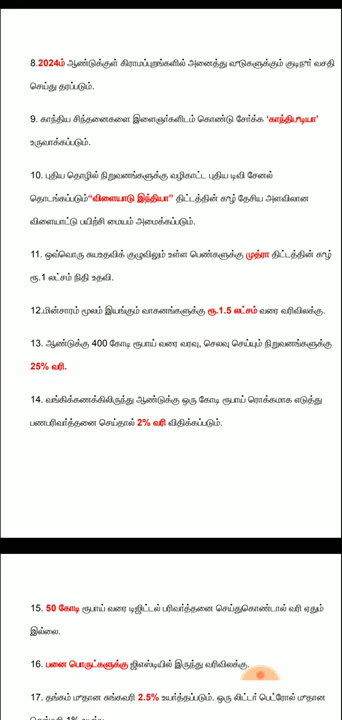 8.2024ம் ஆண்டுக்குள் கிராமப்புறங்களில் அனைத்து வீடுகளுக்கும் குடிநீர் வசதி
செய்து தரப்படும்.
9. காந்திய சிந்தனைகளை இளைஞர்களிடம் கொண்டு சேர்க்க ‘காந்திபீடியா’
உருவாக்கப்படும்.
10. புதிய தொழில் நிறுவனங்களுக்கு வழிகாட்ட புதிய டிவி சேனல்
தொடங்கப்படும்“விளையாடு இந்தியா” திட்டத்தின் கீழ் தேசிய அளவிலான
விளையாட்டு பயிற்சி மையம் அமைக்கப்படும்.
11. ஒவ்வொரு சுயஉதவிக் குழுவிலும் உள்ள பெண்களுக்கு முத்ரா திட்டத்தின் கீழ்
ரூ.1 லட்சம் நிதி உதவி.
12.மின்சாரம் மூலம் இயங்கும் வாகனங்களுக்கு ரூ.1.5 லட்சம் வரை வரிவிலக்கு.
13. ஆண்டுக்கு 400 கோடி ரூபாய் வரை வரவு, செலவு செய்யும் நிறுவனங்களுக்கு
25% வரி.
14. வங்கிக்கணக்கிலிருந்து ஆண்டுக்கு ஒரு கோடி ரூபாய் ரொக்கமாக எடுத்து
பணபரிவர்த்தனை செய்தால் 2% வரி விதிக்கப்படும்.
15. 50 கோடி ரூபாய் வரை டிஜிட்டல் பரிவர்த்தனை செய்துகொண்டால் வரி ஏதும்
இல்லை.
16. பனை பொருட்களுக்கு ஜிஎஸ்டியில் இருந்து வரிவிலக்கு.
17. தங்கம் மீதான சுங்கவரி 2.5% உயர்த்தப்படும். ஒரு லிட்டர் பெட்ரோல் மீதான